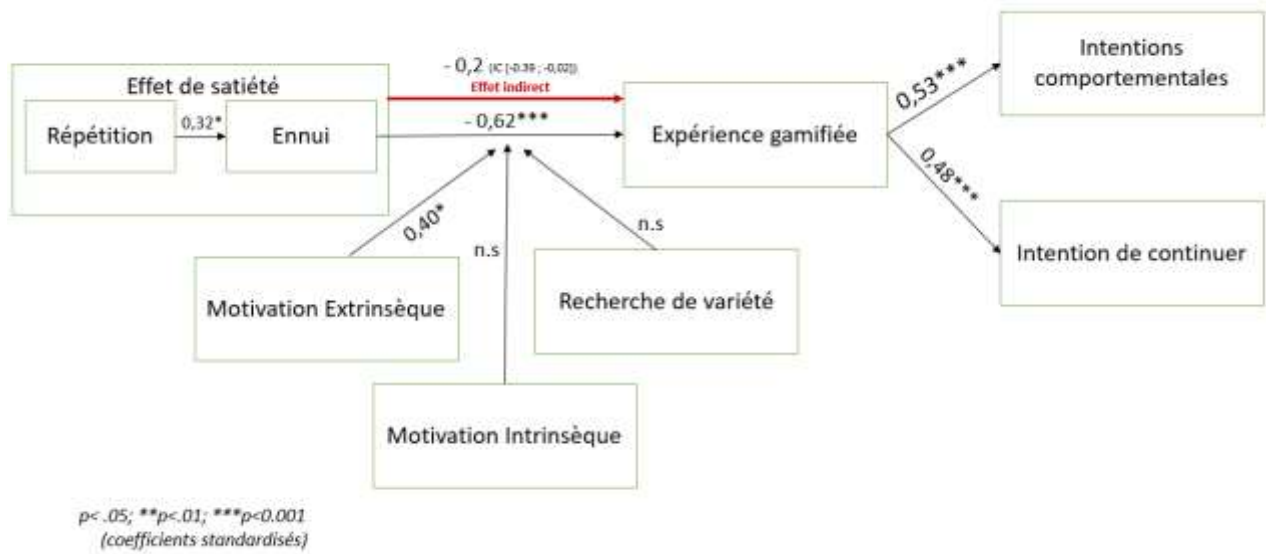 Effet de satiété
Répétition
0,32*
Ennui
- 0,2 (IC [-0.39 ; -0,02])
Effet indirect
- 0,62***
Expérience gamifiée
0,53***
Intentions
comportementales
0,48***
Intention de continuer
0,40*
n.s
n.s
Motivation Extrinsèque
Recherche de variété
Motivation Intrinsèque
p< .05; **p<.01; ***p<0.001
(coefficients standardisés)